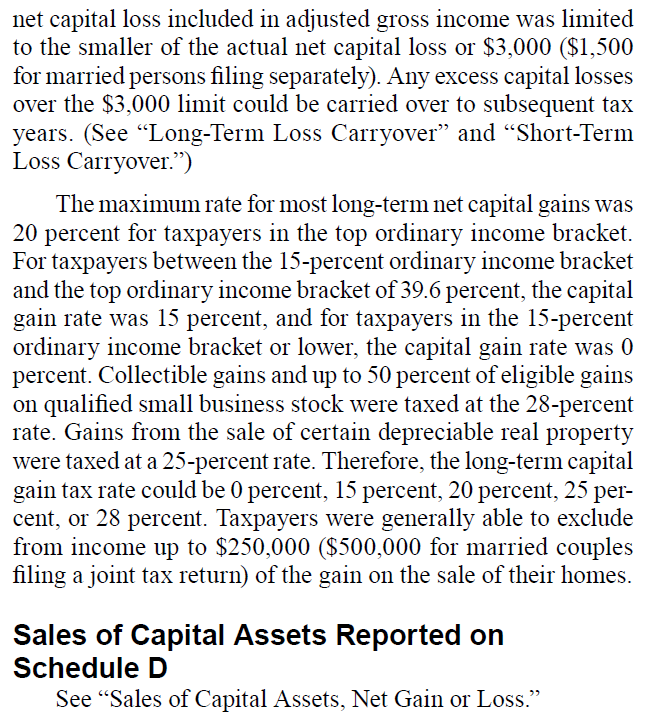 net capital loss included in adjusted gross income was limited
to the smaller of the actual net capital loss or $3,000 ($1,500
for married persons filing separately). Any excess capital losses
over the $3,000 limit could be carried over to subsequent tax
years. (See “Long-Term Loss Carryover” and “Short-Term
Loss Carryover.”)
The maximum rate for most long-term net capital gains was
20 percent for taxpayers in the top ordinary income bracket.
For taxpayers between the 15-percent ordinary income bracket
and the top ordinary income bracket of 39.6 percent, the capital
gain rate was 15 percent, and for taxpayers in the 15-percent
ordinary income bracket or lower, the capital gain rate was 0
percent. Collectible gains and up to 50 percent of eligible gains
on qualified small business stock were taxed at the 28-percent
rate. Gains from the sale of certain depreciable real property
were taxed at a 25-percent rate. Therefore, the long-term capital
gain tax rate could be 0 percent, 15 percent, 20 percent, 25 per-
cent, or 28 percent. Taxpayers were generally able to exclude
from income up to $250,000 ($500,000 for married couples
filing a joint tax return) of the gain on the sale of their homes.
Sales of Capital Assets Reported on
Schedule D
See “Sales of Capital Assets, Net Gain or Loss.”